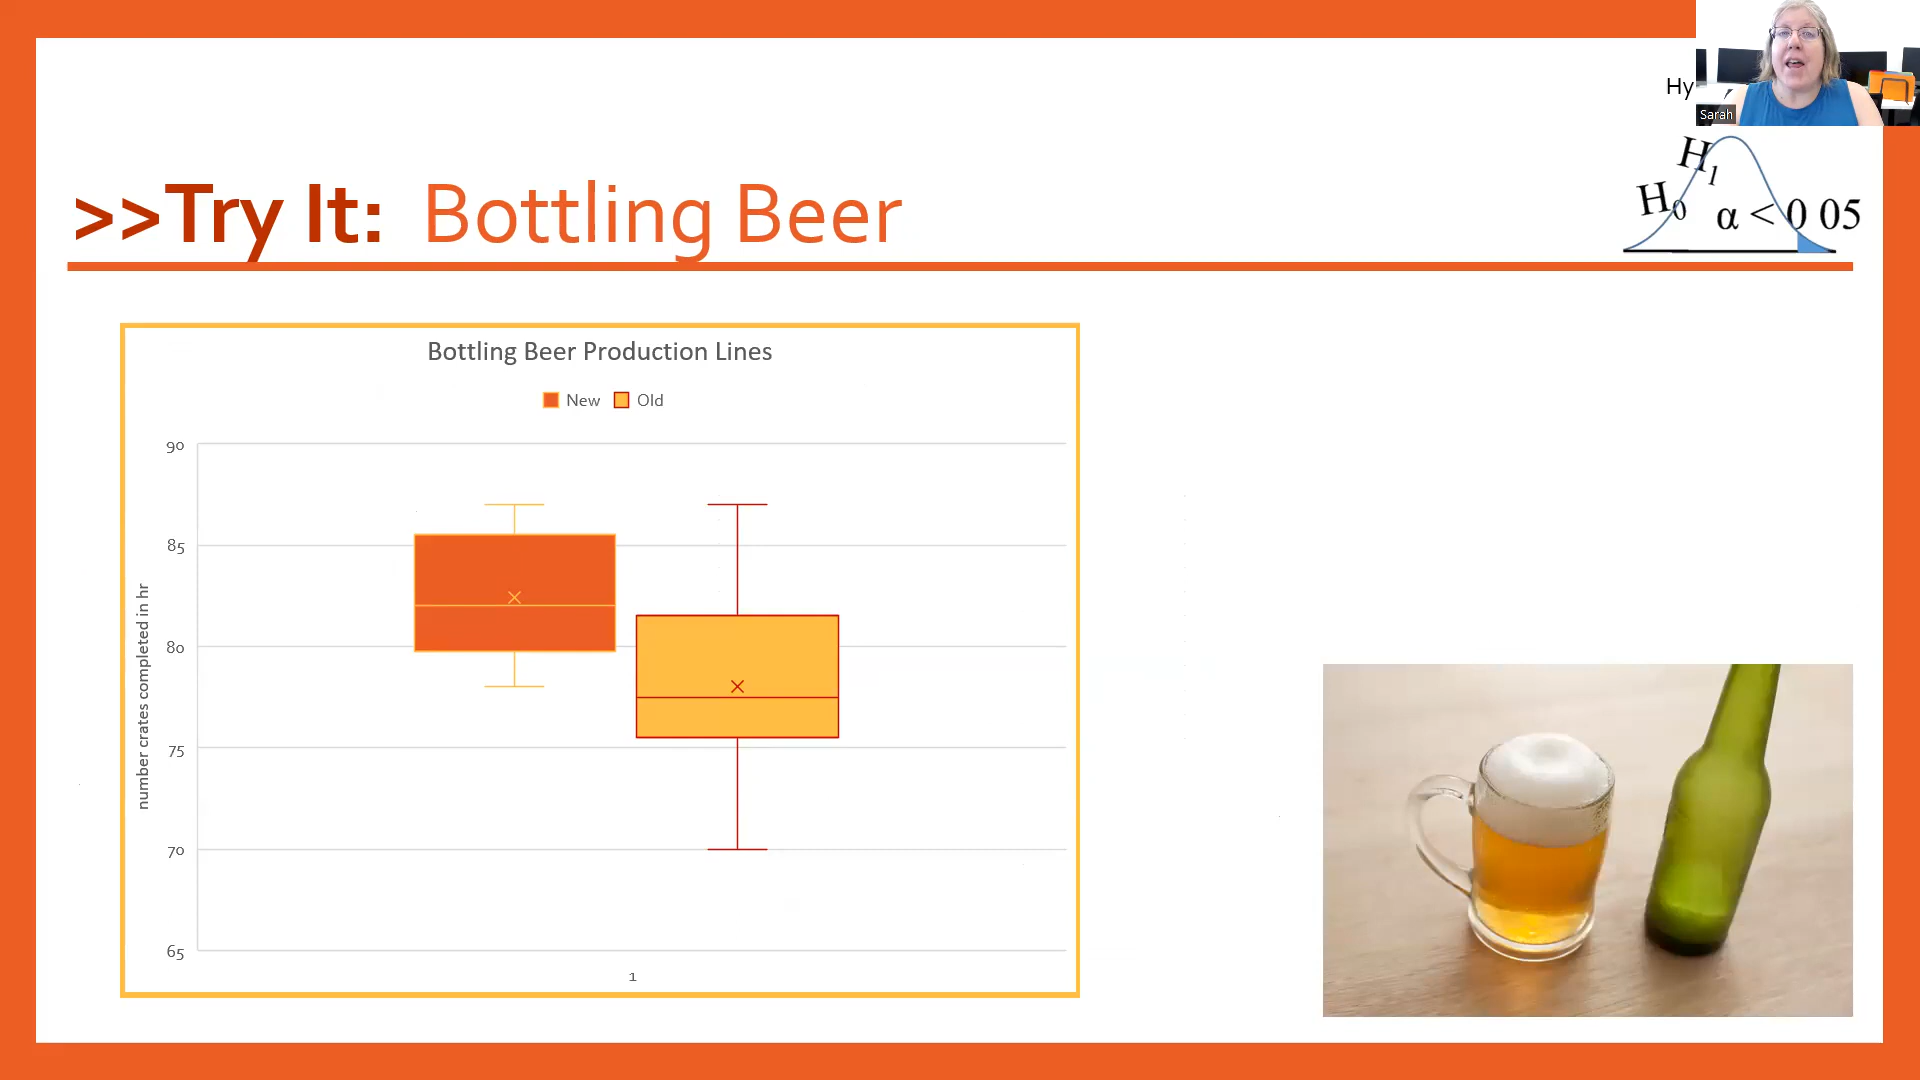 Hy
Sarah
H1
H0
α < 0 05
>>Try It: Bottling Beer
Bottling Beer Production Lines
New Old
number crates completed in hr
90
85
80
75
70
65
1